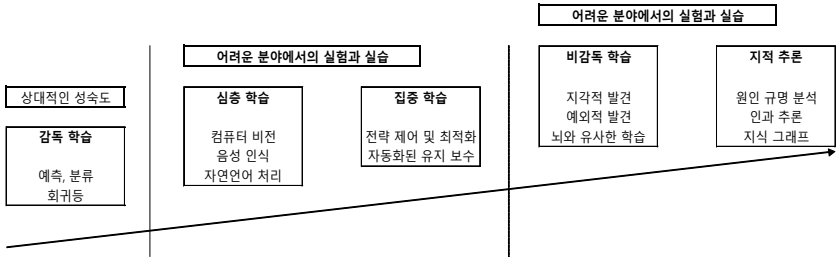 상대적인 성숙도
감독 학습
예측, 분류
회귀등
어려운 분야에서의 실험과 실습
심층 학습
컴퓨터 비전
음성 인식
자연언어 처리
집중 학습
전략 제어 및 최적화
자동화된 유지 보수
어려운 분야에서의 실험과 실습
비감독 학습
지각적 발견
예외적 발견
뇌와 유사한 학습
지적 추론
원인 규명 분석
인과 추론
지식 그래프